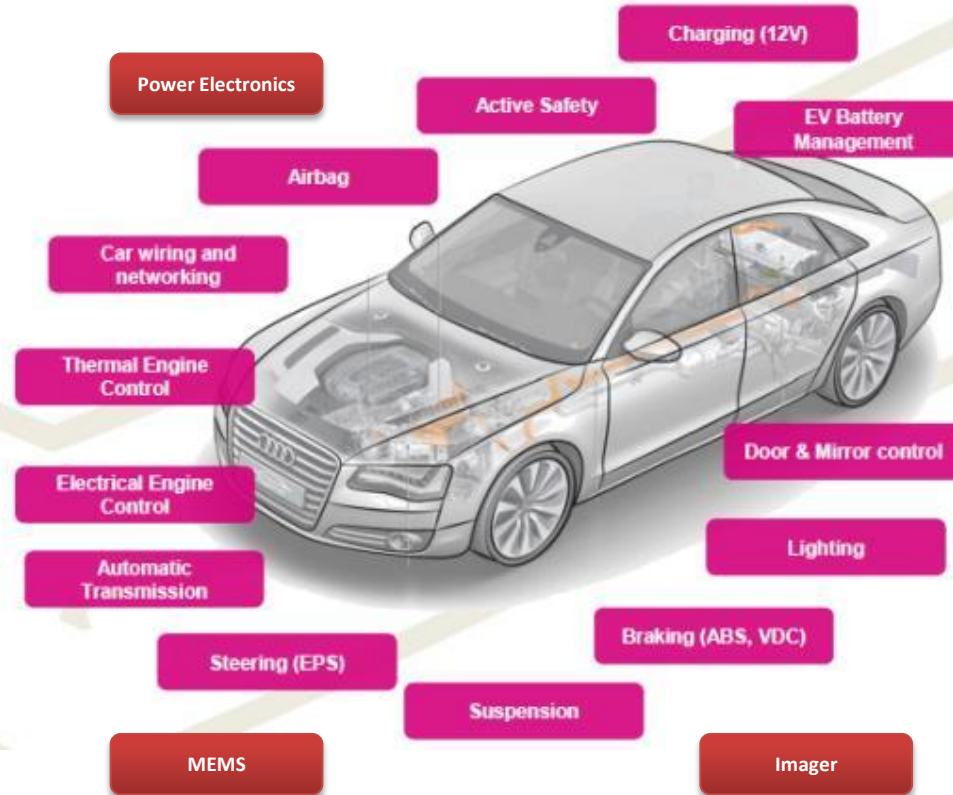 Charging (12V)
Power Electronics
Active Safety
EV Battery
Management
Airbag
Car wiring and
networking
Thermal Engine
Control
Door & Mirror control
Electrical Engine
Control
Lighting
Automatic
Transmission
Braking (ABS, VDC)
Steering (EPS)
Suspension
MEMS
Imager